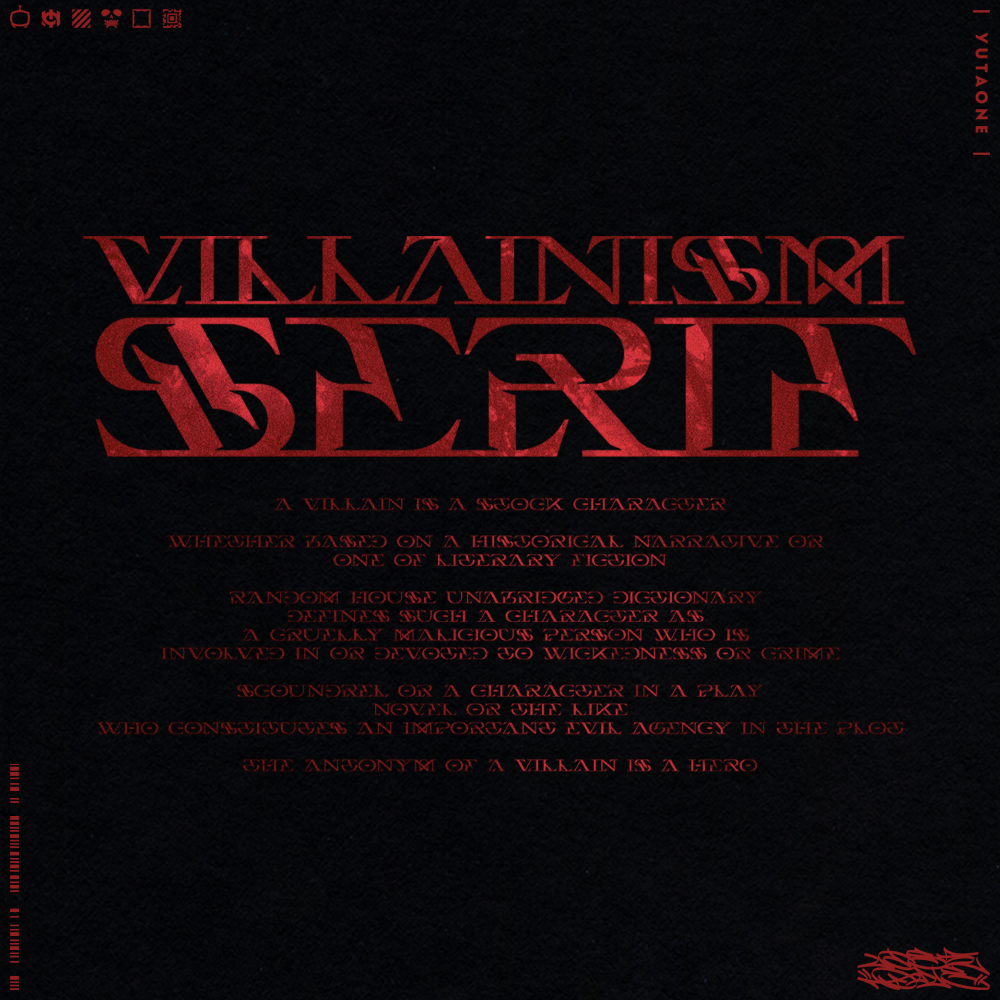 YUTAONE
VILLAINISM
SERIF
A VILLAIN IS A STOCK CHARACTER
WHETHER BASED ON A HISTORICAL NARRATIVE OR
ONE OF LITERARY FICTION
RANDOM HOUSE UNABRIDGED DICTIONARY
DEFINES SUCH A CHARACTER AS
A CRUELLY MALICIOUS PERSON WHO IS
INVOLVED IN OR DEVOTED TO WICKEDNESS OR CRIME
SCOUNDREL OR A CHARACTER IN A PLAY
NOVEL OR THE LIKE
WHO CONSTITUTES AN IMPORTANT EVIL AGENCY IN THE PLOT
THE ANTONYM OF A VILLAIN IS A HERO